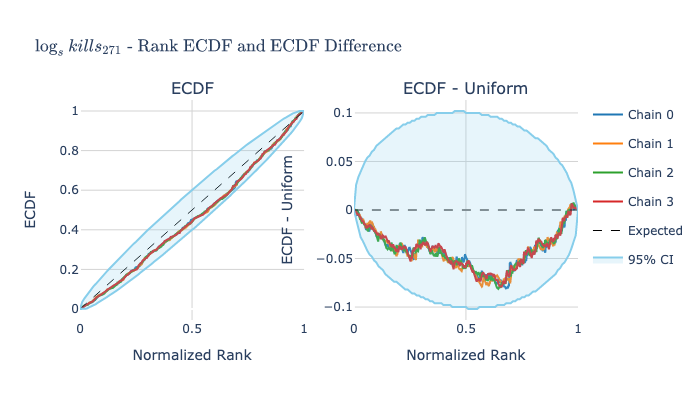 log_s kills_271 - Rank ECDF and ECDF Difference
ECDF
ECDF - Uniform
1
0.8
0.6
0.4
0.2
0
0
0.5
1
ECDF
Normalized Rank
0.1
0.05
0
−0.05
−0.1
0
0.5
1
ECDF - Uniform
Normalized Rank
Chain 0
Chain 1
Chain 2
Chain 3
Expected
95% CI